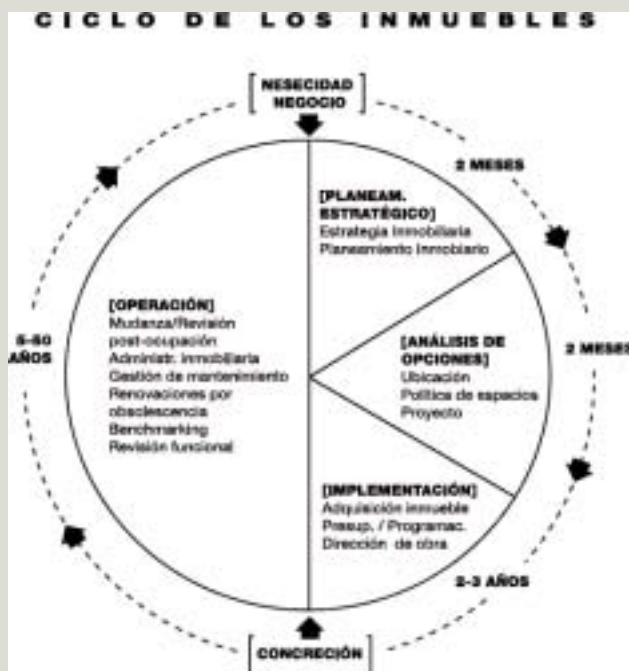 CICLO DE LOS INMUEBLES
[NESECIDAD
NEGOCIO]
2 MESES
[PLANEAM.
ESTRATÉGICO]
Estrategia Inmobiliaria
Planeamiento Inmobiario
[OPERACIÓN]
Mudanza/Revisión
post-ocupación
Administr. Inmobiliaria
Gestión de mantenimiento
Renovaciones por
obsolescencia
Benchmarking
Revisión funcional
5-50
AÑOS
[ANÁLISIS DE
OPCIONES]
Ubicación
Política de espacios
Proyecto
2 MESES
[IMPLEMENTACIÓN]
Adquisición inmueble
Presup. / Programac.
Dirección de obra
2-3 AÑOS
[CONCRECIÓN]